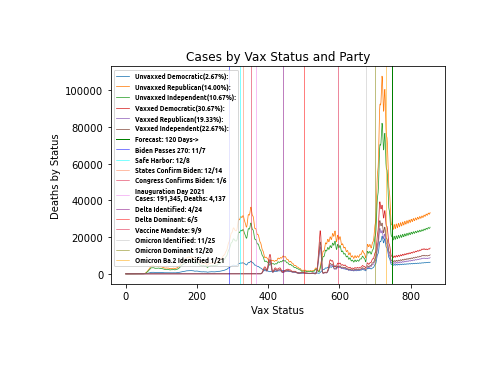 Cases by Vax Status and Party
Deaths by Status
100000
80000
60000
40000
20000
0
Unvaxxed Democratic(2.67%):
Unvaxxed Republican(14.00%):
Unvaxxed Independent(10.67%):
Vaxxed Democratic(30.67%):
Vaxxed Republican(19.33%):
Vaxxed Independent(22.67%):
Forecast: 120 Days->
Biden Passes 270: 11/7
Safe Harbor: 12/8
States Confirm Biden: 12/14
Congress Confirms Biden: 1/6
Inauguration Day 2021
Cases: 191,345, Deaths: 4,137
Delta Identified: 4/24
Delta Dominant: 6/5
Vaccine Mandate: 9/9
Omicron Identified: 11/25
Omicron Dominant 12/20
Omicron Ba.2 Identified 1/21
0 200 400 600 800
Vax Status